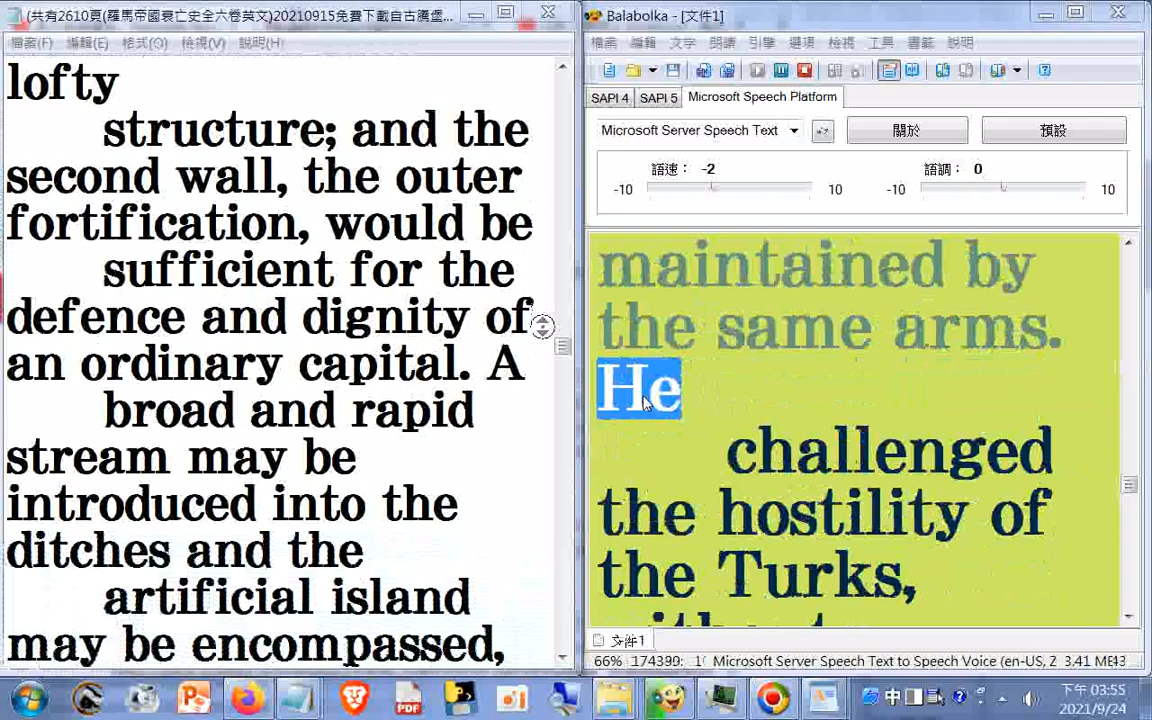 (共有2610頁(羅馬帝國衰亡史全六卷英文)20210915免費下載自古騰堡...
檔案(F) 編輯(E) 格式(O) 檢視(V) 說明(H)
lofty
structure; and the
second wall, the outer
fortification, would be
sufficient for the
defence and dignity of
an ordinary capital. A
broad and rapid
stream may be
introduced into the
ditches and the
artificial island
may be encompassed,
Balabolka - [文件1]
檔案 編輯 文字 朗讀 引擎 選項 檢視 工具 書籤 說明
SAPI 4 SAPI 5 Microsoft Speech Platform
Microsoft Server Speech Text 關於 預設
語速： -2 語調： 0
-10 10 -10 10
maintained by
the same arms.
He
challenged
the hostility of
the Turks,
文件1
66% 174399: Microsoft Server Speech Text to Speech Voice (en-US, 3,41 МБ
中
下午 03:55
2021/9/24